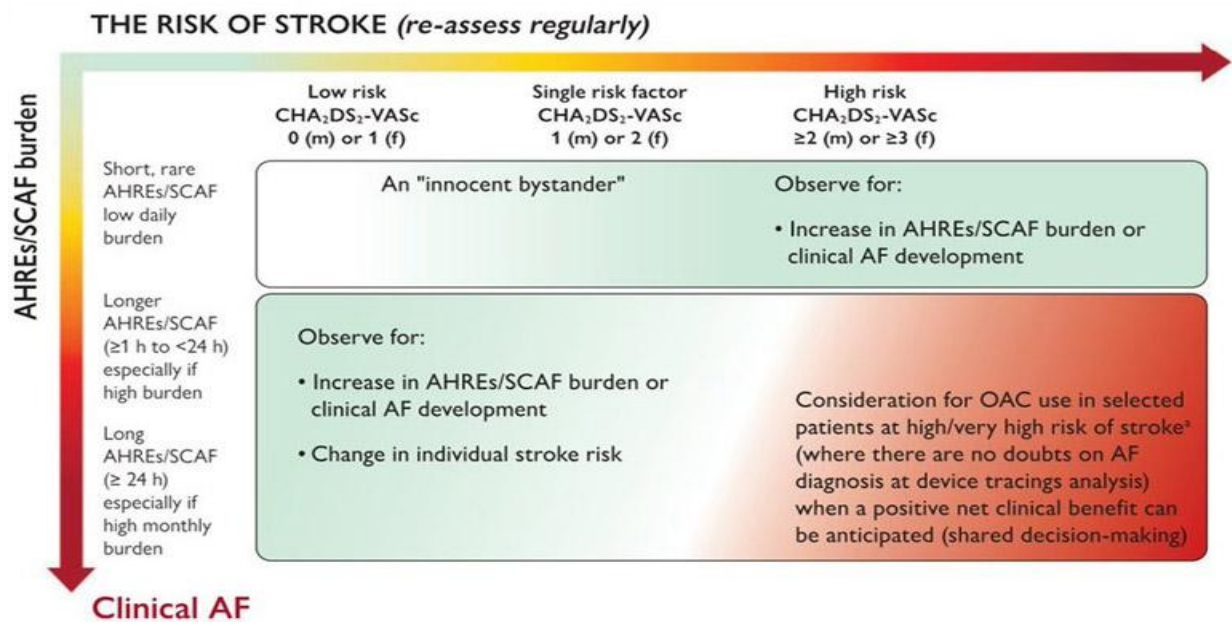 THE RISK OF STROKE (re-assess regularly)
AHREs/SCAF burden
Low risk
CHA₂DS₂-VASc
0 (m) or 1 (f)
Single risk factor
CHA₂DS₂-VASc
1 (m) or 2 (f)
High risk
CHA₂DS₂-VASc
≥2 (m) or ≥3 (f)
Short, rare
AHREs/SCAF
low daily
burden
An "innocent bystander"
Observe for:
• Increase in AHREs/SCAF burden or
clinical AF development
Longer
AHREs/SCAF
(≥1 h to <24 h)
especially if
high burden
Long
AHREs/SCAF
(≥ 24 h)
especially if
high monthly
burden
Observe for:
• Increase in AHREs/SCAF burden or
clinical AF development
• Change in individual stroke risk
Consideration for OAC use in selected
patients at high/very high risk of strokeᵃ
(where there are no doubts on AF
diagnosis at device tracings analysis)
when a positive net clinical benefit can
be anticipated (shared decision-making)
Clinical AF